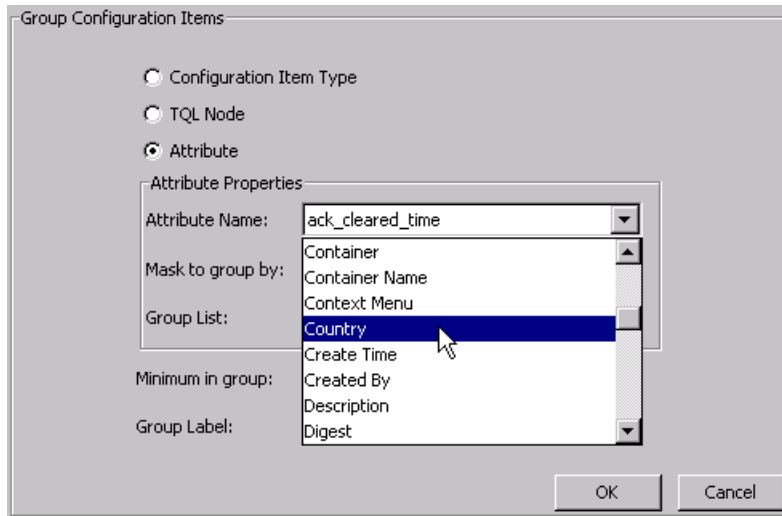 Group Configuration Items
Configuration Item Type
TQL Node
Attribute
Attribute Properties
Attribute Name: ack_cleared_time
Container
Mask to group by: Container Name
Context Menu
Group List: Country
Create Time
Minimum in group: Created By
Description
Group Label: Digest
OK Cancel